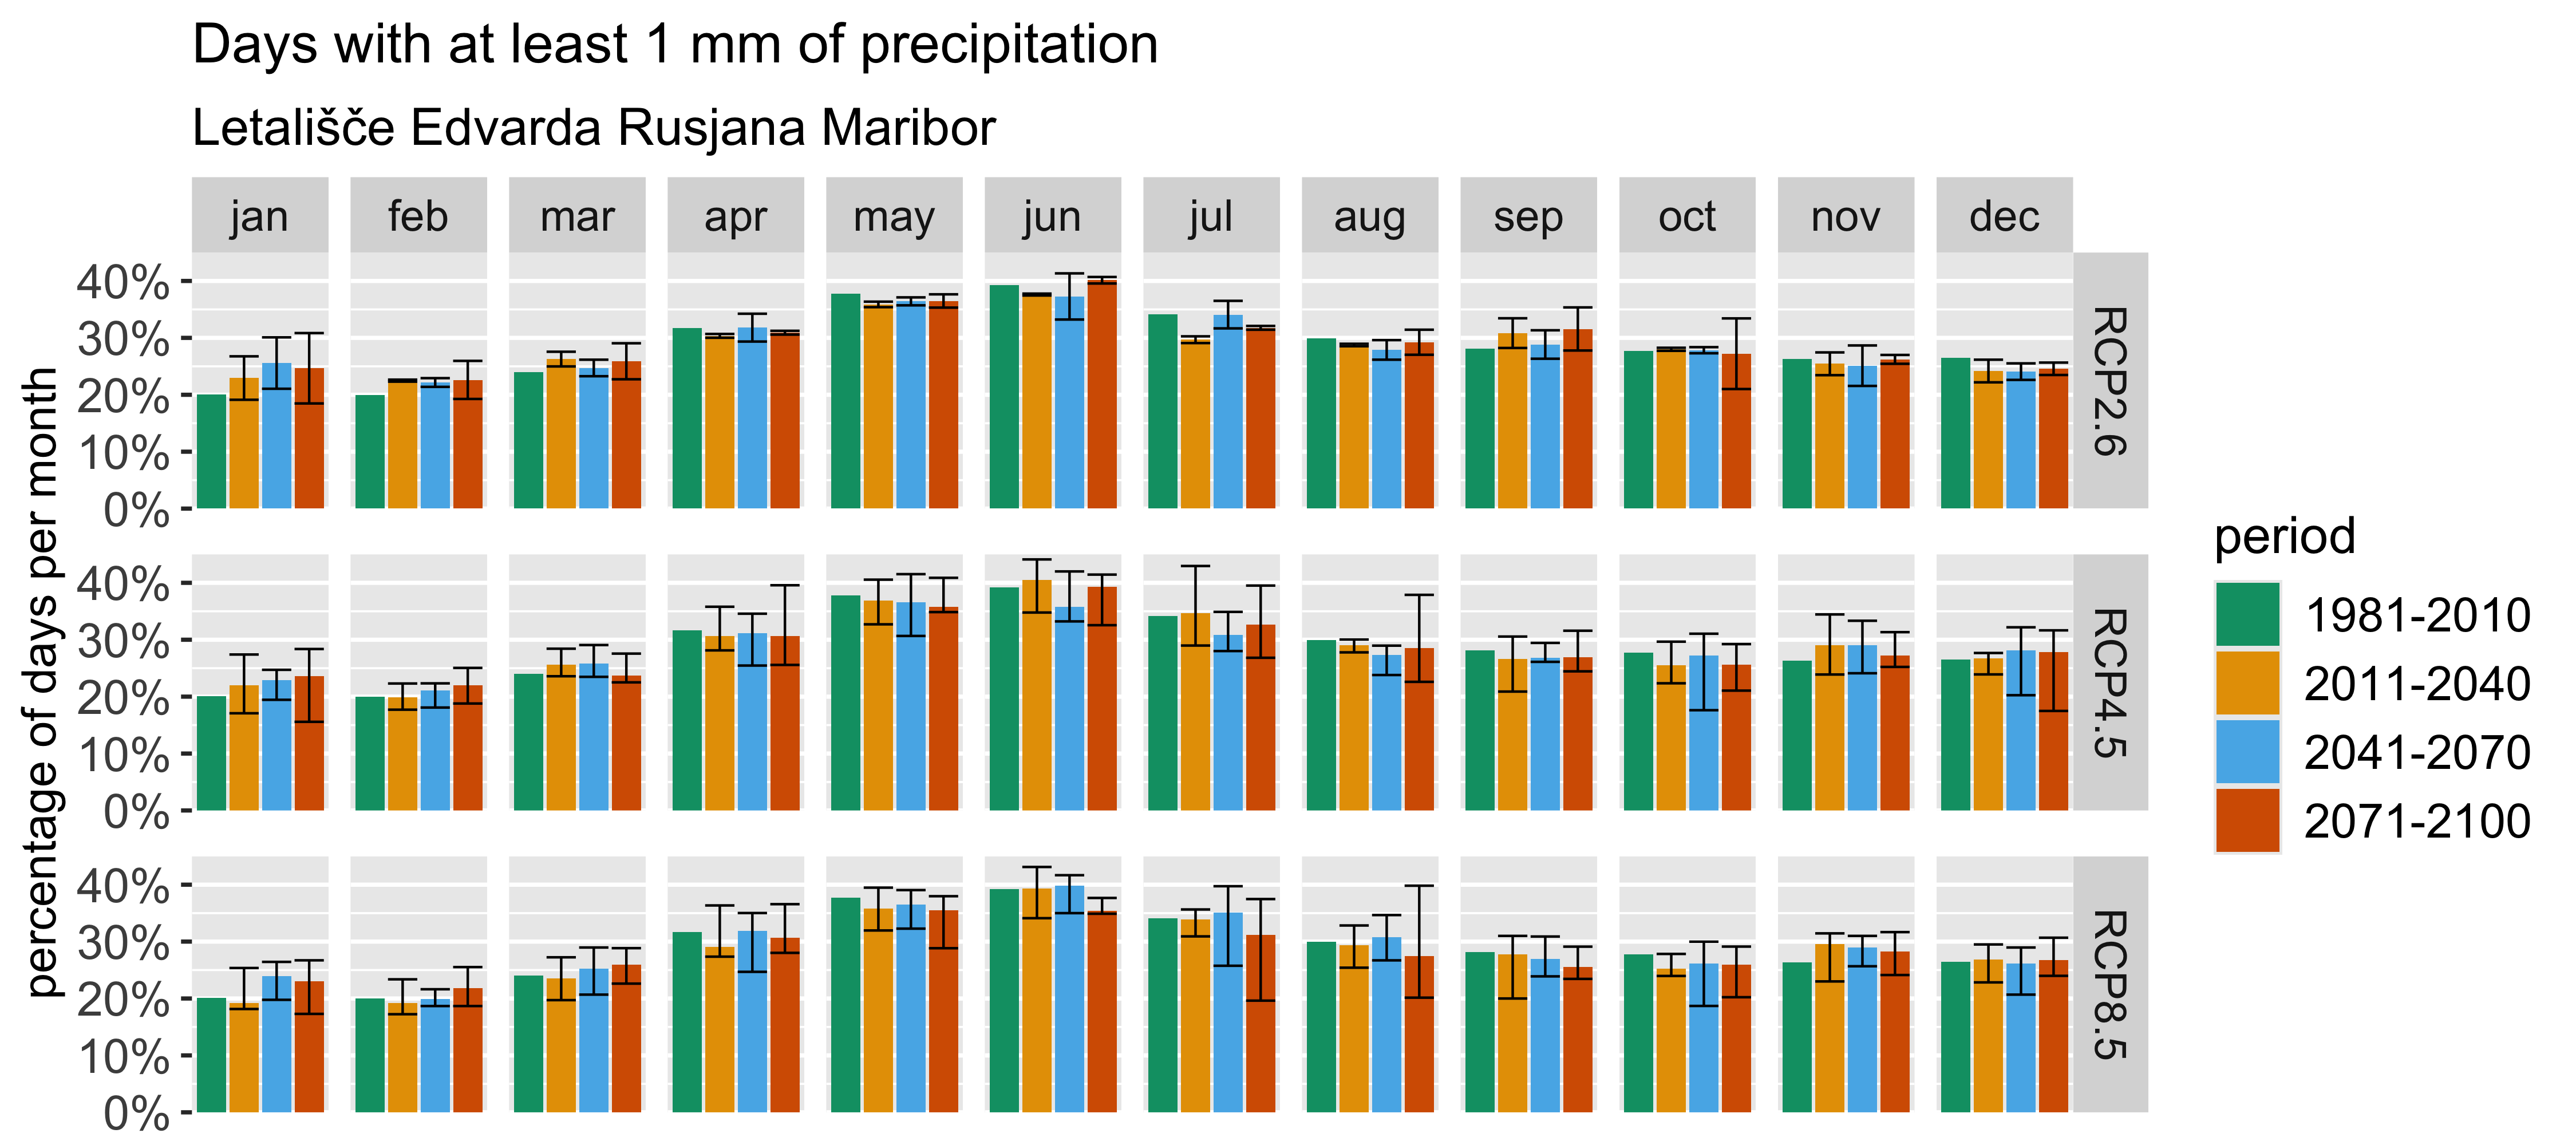 Days with at least 1 mm of precipitation
Letališče Edvarda Rusjana Maribor
jan feb mar apr may jun jul aug sep oct nov dec
percentage of days per month
40%
30%
20%
10%
0%
RCP2.6
40%
30%
20%
10%
0%
RCP4.5
40%
30%
20%
10%
0%
RCP8.5
period
1981-2010
2011-2040
2041-2070
2071-2100